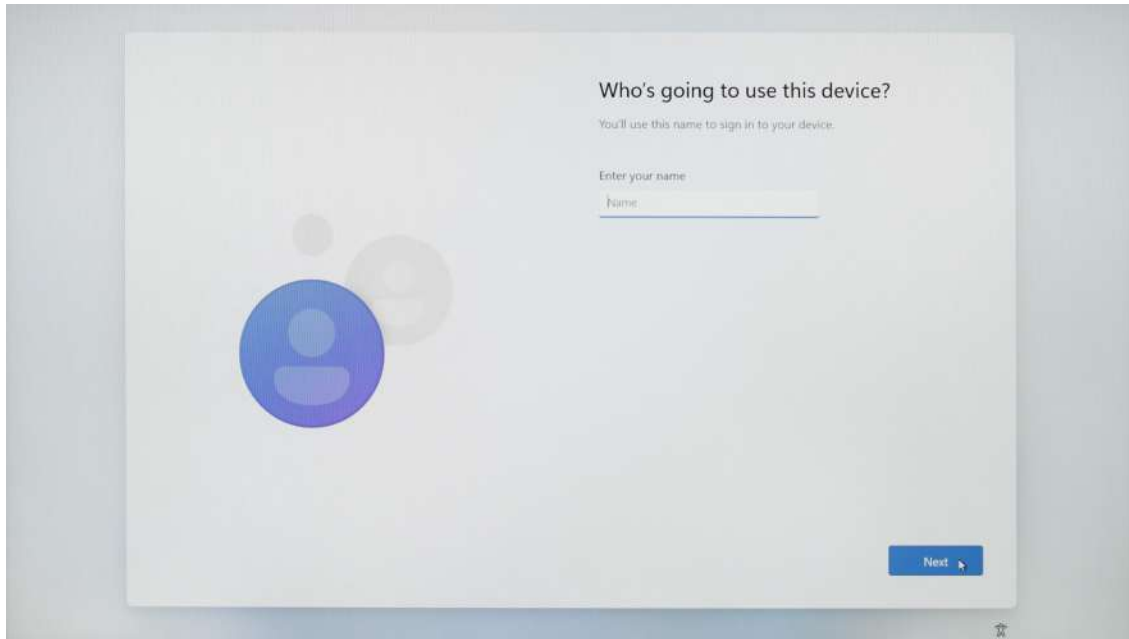 Who's going to use this device?
You'll use this name to sign in to your device.
Enter your name
Name
Next